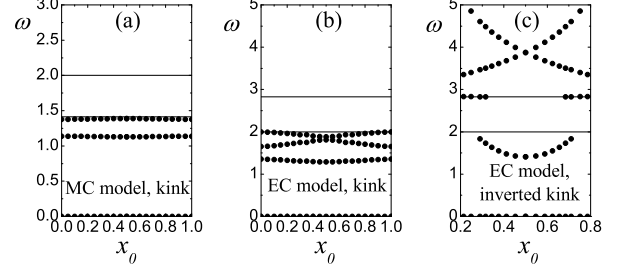 (a)
(b)
(c)
ω
3.0
2.5
2.0
1.5
1.0
0.5
0.0
MC model, kink
0.0 0.2 0.4 0.6 0.8 1.0
x0
ω
5
4
3
2
1
0
EC model, kink
0.0 0.2 0.4 0.6 0.8 1.0
x0
ω
5
4
3
2
1
0
EC model,
inverted kink
0.2 0.4 0.6 0.8
x0